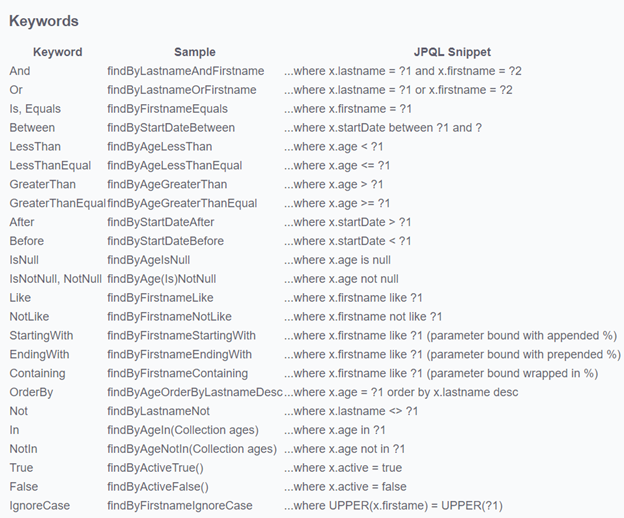 Keywords
Keyword Sample JPQL Snippet
And findByLastnameAndFirstname ...where x.lastname = ?1 and x.firstname = ?2
Or findByLastnameOrFirstname ...where x.lastname = ?1 or x.firstname = ?2
Is, Equals findByFirstnameEquals ...where x.firstname = ?1
Between findByStartDateBetween ...where x.startDate between ?1 and ?
LessThan findByAgeLessThan ...where x.age < ?1
LessThanEqual findByAgeLessThanEqual ...where x.age <= ?1
GreaterThan findByAgeGreaterThan ...where x.age > ?1
GreaterThanEqual findByAgeGreaterThanEqual ...where x.age >= ?1
After findByStartDateAfter ...where x.startDate > ?1
Before findByStartDateBefore ...where x.startDate < ?1
IsNull findByAgeIsNull ...where x.age is null
IsNotNull, NotNull findByAge(Is)NotNull ...where x.age not null
Like findByFirstnameLike ...where x.firstname like ?1
NotLike findByFirstnameNotLike ...where x.firstname not like ?1
StartingWith findByFirstnameStartingWith ...where x.firstname like ?1 (parameter bound with appended %)
EndingWith findByFirstnameEndingWith ...where x.firstname like ?1 (parameter bound with prepended %)
Containing findByFirstnameContaining ...where x.firstname like ?1 (parameter bound wrapped in %)
OrderBy findByAgeOrderByLastnameDesc ...where x.age = ?1 order by x.lastname desc
Not findByLastnameNot ...where x.lastname <> ?1
In findByAgeIn(Collection ages) ...where x.age in ?1
NotIn findByAgeNotIn(Collection ages) ...where x.age not in ?1
True findByActiveTrue() ...where x.active = true
False findByActiveFalse() ...where x.active = false
IgnoreCase findByFirstnameIgnoreCase ...where UPPER(x.firstame) = UPPER(?1)